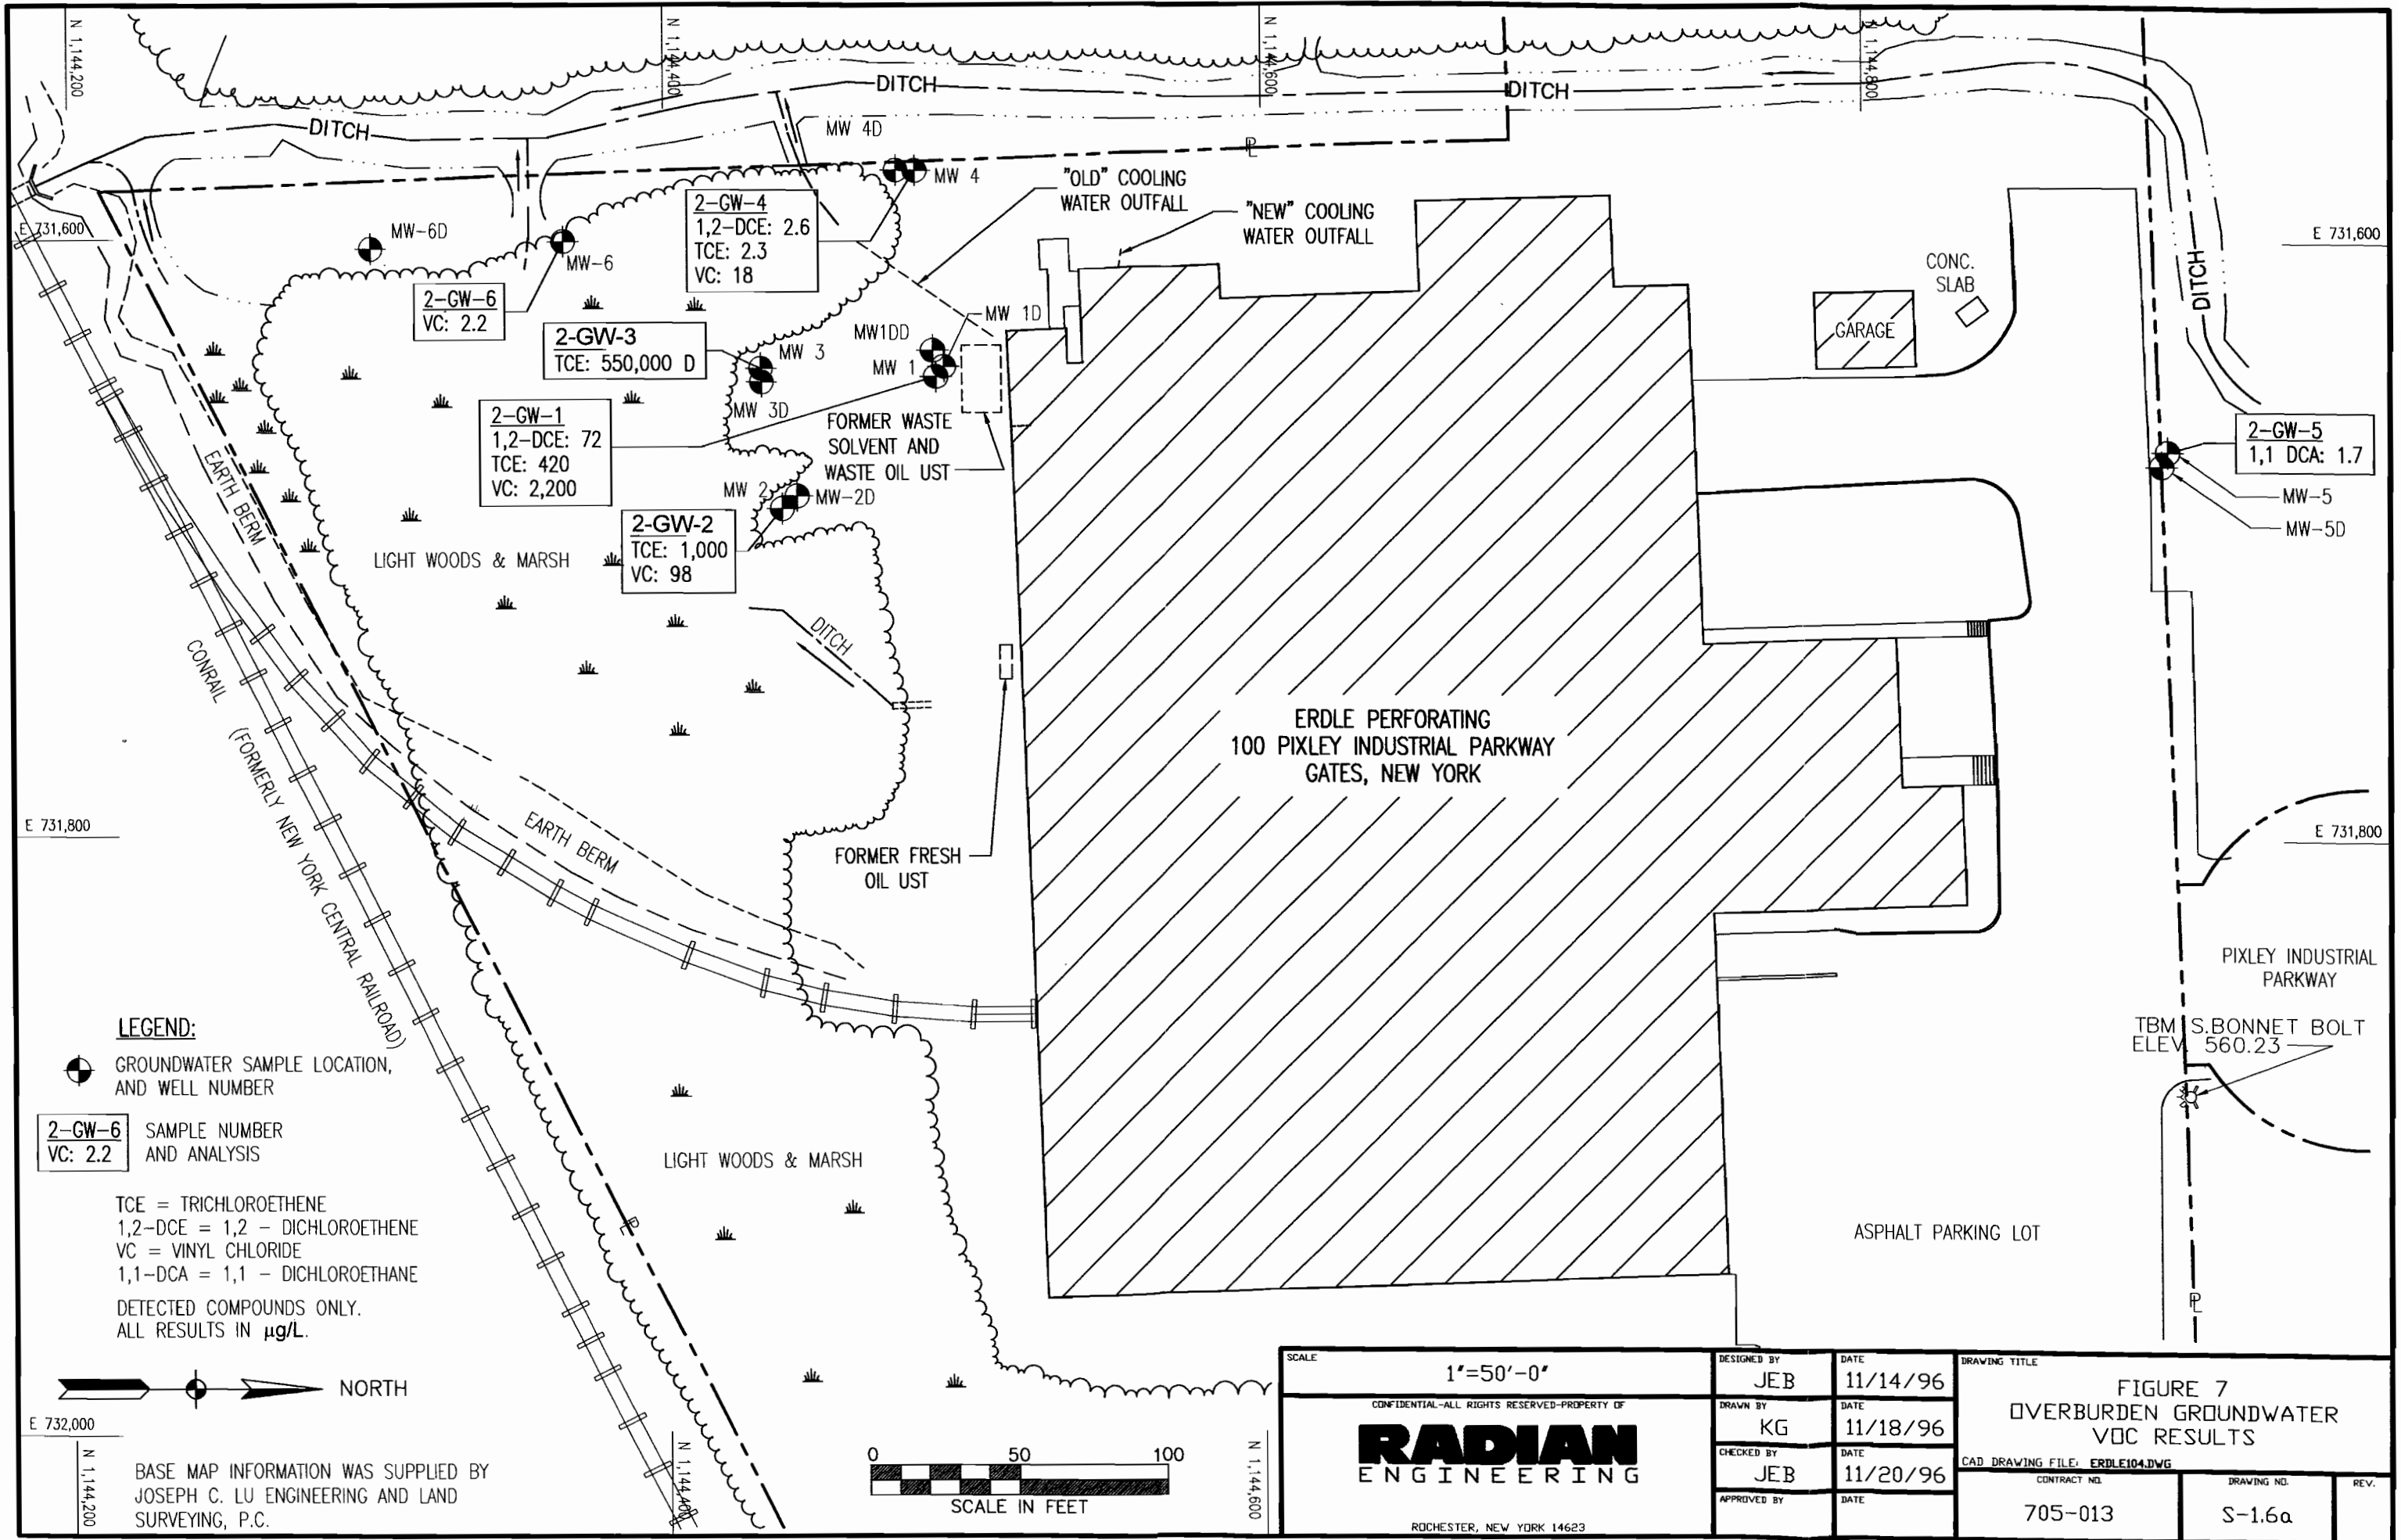 N 1,144,200
N 1,144,400
N 1,144,600
N 1,144,800
DITCH
DITCH
DITCH
MW 4D
MW 4
PL
"OLD" COOLING
WATER OUTFALL
"NEW" COOLING
WATER OUTFALL
E 731,600
E 731,600
MW-6D
MW-6
2-GW-6
VC: 2.2
2-GW-4
1,2-DCE: 2.6
TCE: 2.3
VC: 18
2-GW-3
TCE: 550,000 D
MW 3
MW 3D
MW1DD
MW 1D
MW 1
2-GW-1
1,2-DCE: 72
TCE: 420
VC: 2,200
FORMER WASTE
SOLVENT AND
WASTE OIL UST
MW 2
MW-2D
2-GW-2
TCE: 1,000
VC: 98
CONC.
SLAB
GARAGE
DITCH
2-GW-5
1,1 DCA: 1.7
MW-5
MW-5D
EARTH BERM
LIGHT WOODS & MARSH
DITCH
CONRAIL
(FORMERLY NEW YORK CENTRAL RAILROAD)
ERDLE PERFORATING
100 PIXLEY INDUSTRIAL PARKWAY
GATES, NEW YORK
E 731,800
E 731,800
EARTH BERM
FORMER FRESH
OIL UST
PIXLEY INDUSTRIAL
PARKWAY
TBM S.BONNET BOLT
ELEV. 560.23
LEGEND:
GROUNDWATER SAMPLE LOCATION,
AND WELL NUMBER
2-GW-6
VC: 2.2
SAMPLE NUMBER
AND ANALYSIS
TCE = TRICHLOROETHENE
1,2-DCE = 1,2 - DICHLOROETHENE
VC = VINYL CHLORIDE
1,1-DCA = 1,1 - DICHLOROETHANE
DETECTED COMPOUNDS ONLY.
ALL RESULTS IN µg/L.
LIGHT WOODS & MARSH
PL
ASPHALT PARKING LOT
PL
NORTH
E 732,000
N 1,144,200
N 1,144,400
N 1,144,600
BASE MAP INFORMATION WAS SUPPLIED BY
JOSEPH C. LU ENGINEERING AND LAND
SURVEYING, P.C.
0 50 100
SCALE IN FEET
SCALE
1"=50'-0"
CONFIDENTIAL-ALL RIGHTS RESERVED-PROPERTY OF
RADIAN
ENGINEERING
ROCHESTER, NEW YORK 14623
DESIGNED BY
JEB
DATE
11/14/96
DRAWN BY
KG
DATE
11/18/96
CHECKED BY
JEB
DATE
11/20/96
APPROVED BY
DATE
DRAWING TITLE
FIGURE 7
OVERBURDEN GROUNDWATER
VOC RESULTS
CAD DRAWING FILE: ERDLE104.DWG
CONTRACT NO.
705-013
DRAWING NO.
S-1.6a
REV.